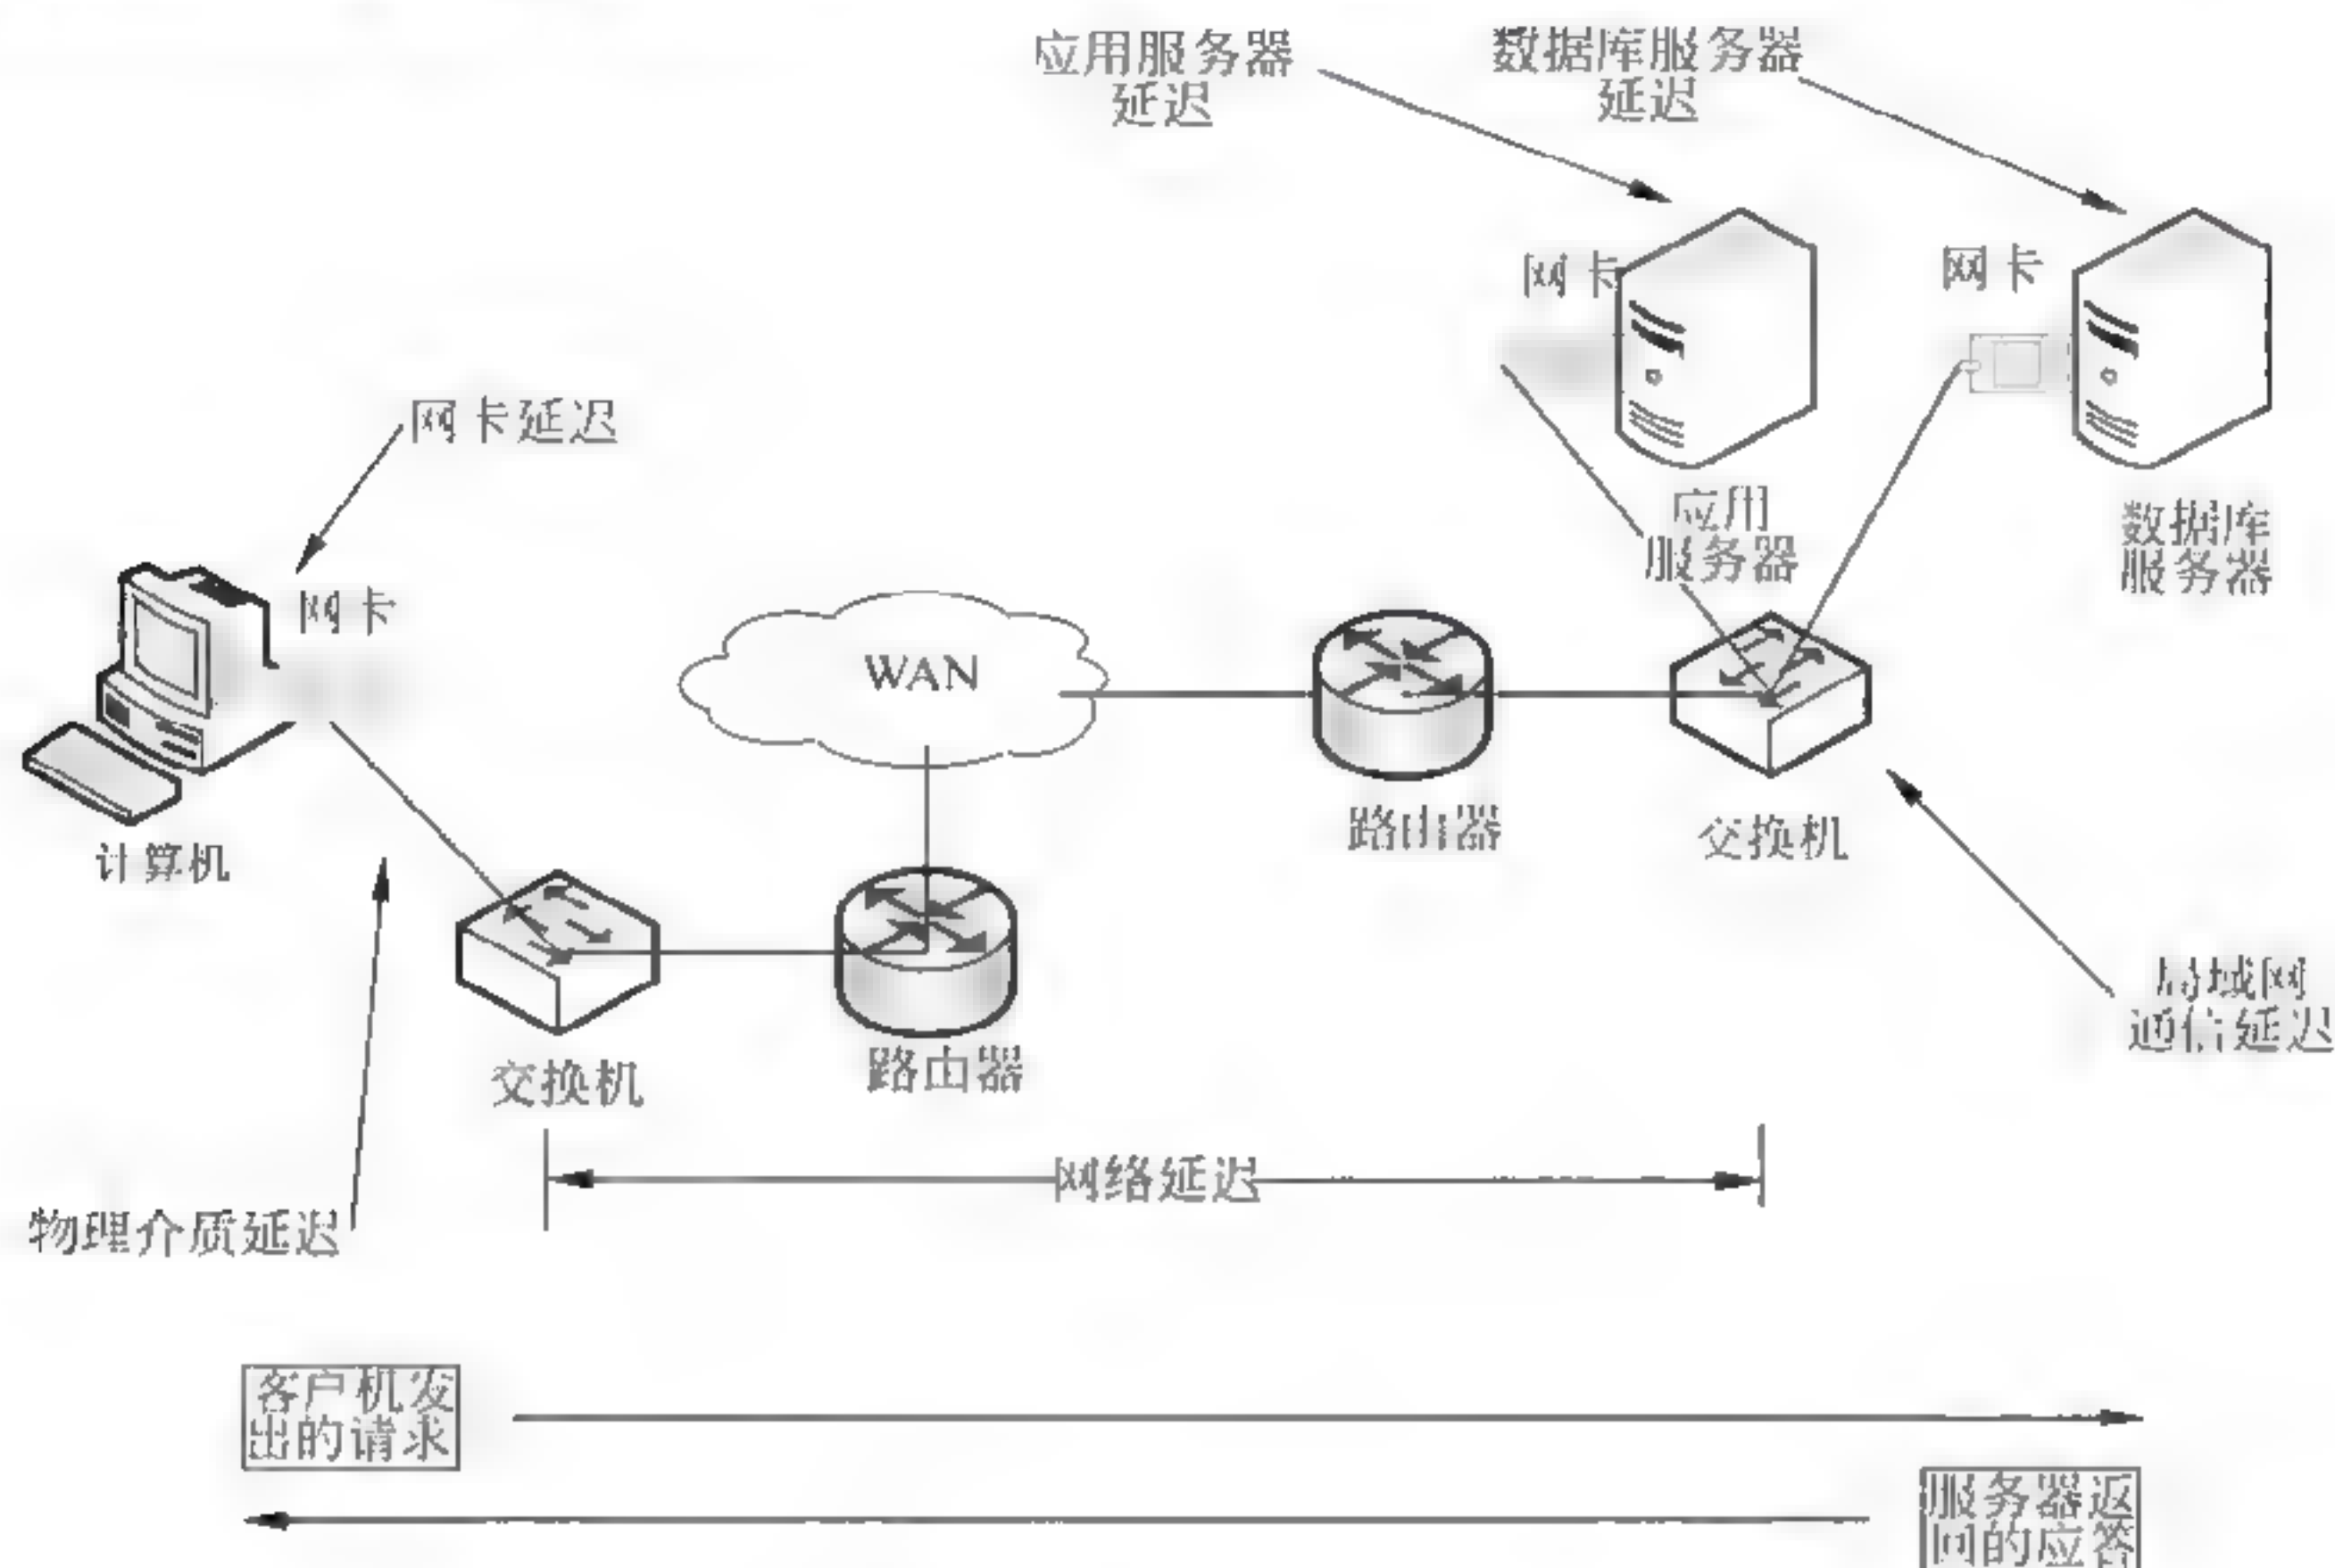 应用服务器
延迟
数据库服务器
延迟
网卡
网卡
网卡延迟
应用
服务器
数据库
服务器
网卡
WAN
计算机
路由器
交换机
局域网
通信延迟
交换机
路由器
网络延迟
物理介质延迟
客户机发
出的请求
服务器返
回的应答